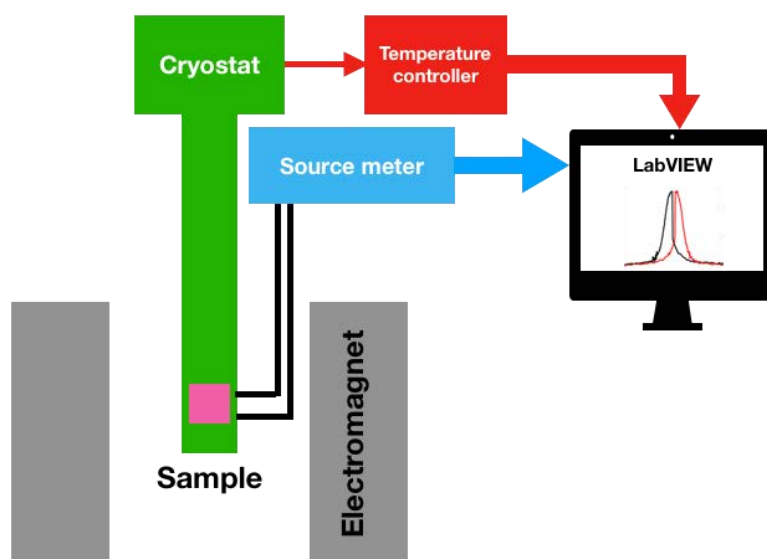 Cryostat
Temperature
controller
Source meter
LabVIEW
Electromagnet
Sample